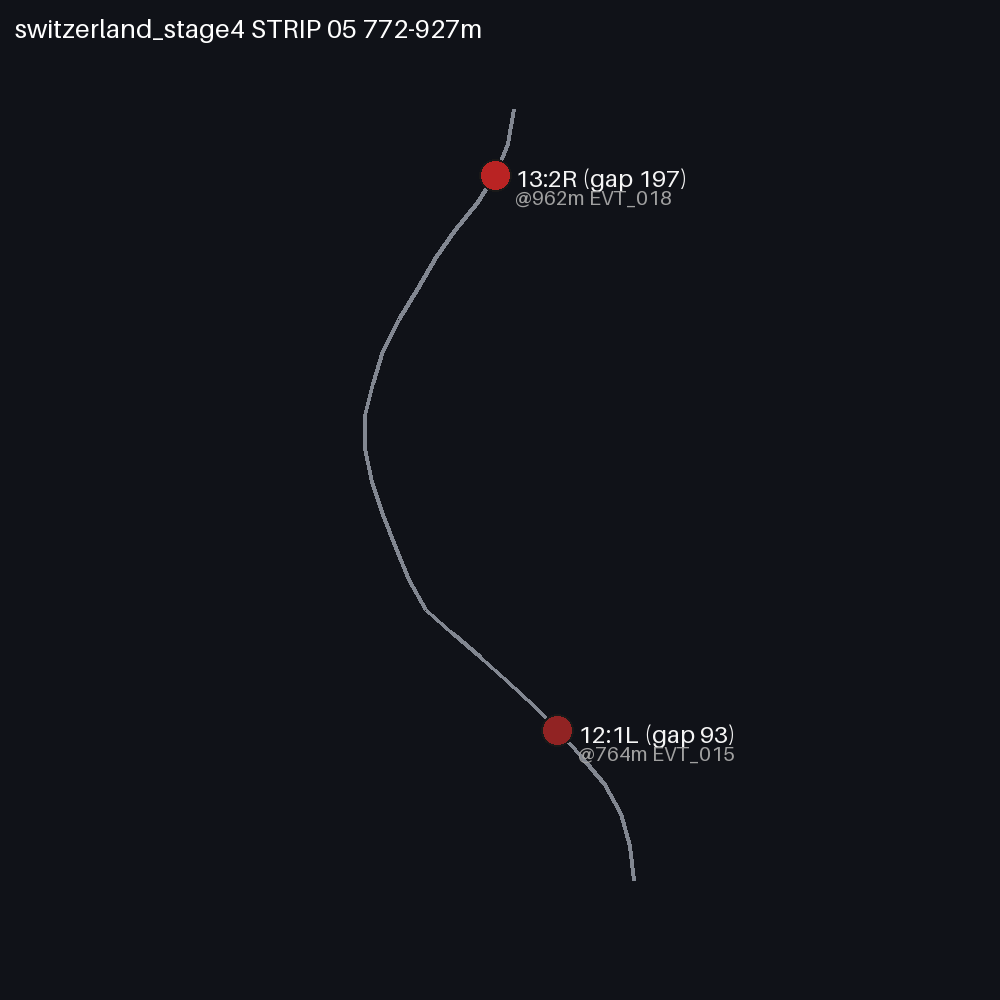 switzerland_stage4 STRIP 05 772-927m
13:2R (gap 197)
@962m EVT_018
12:1L (gap 93)
@764m EVT_015